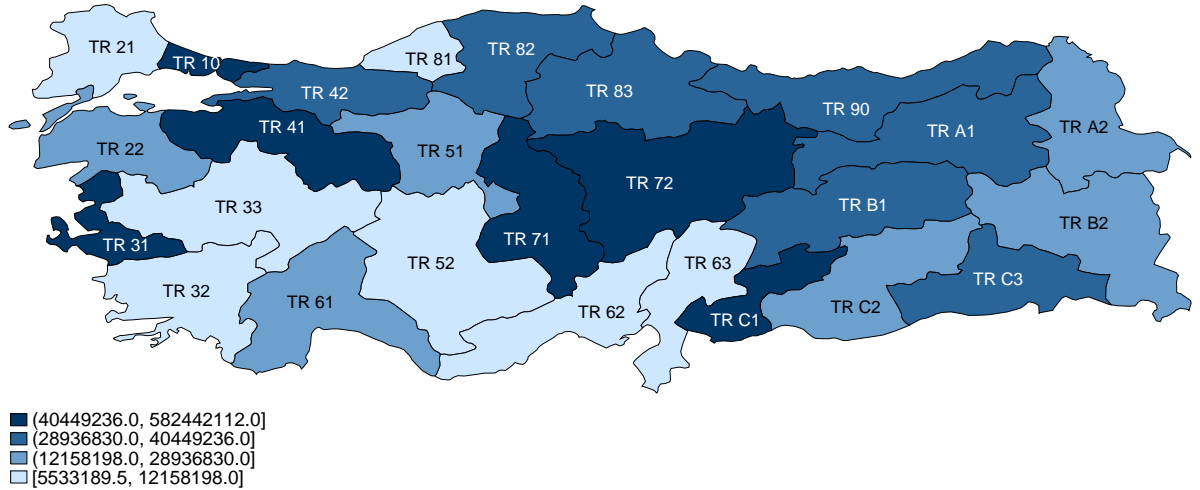 TR 21
TR 10
TR 81
TR 82
TR 42
TR 83
TR 90
TR 41
TR A1
TR A2
TR 22
TR 51
TR 72
TR 33
TR B1
TR B2
TR 31
TR 71
TR 52
TR 63
TR C3
TR 32
TR 61
TR 62
TR C1
TR C2
(40449236.0, 582442112.0]
(28936830.0, 40449236.0]
(12158198.0, 28936830.0]
[5533189.5, 12158198.0]